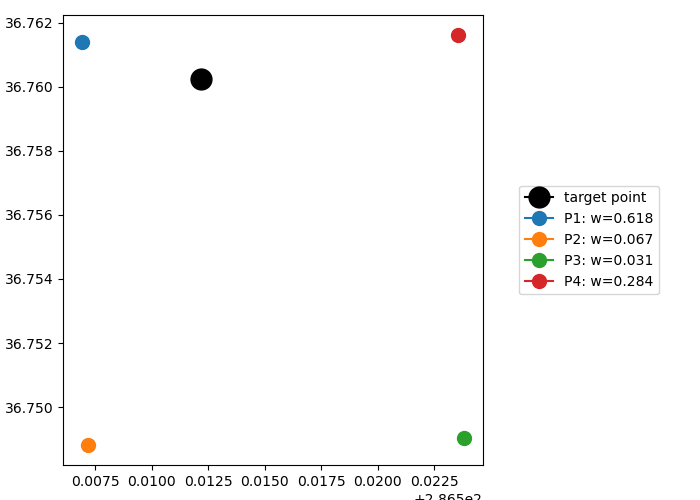 36.762
36.760
36.758
36.756
36.754
36.752
36.750
0.0075 0.0100 0.0125 0.0150 0.0175 0.0200 0.0225
+2.865e2
target point
P1: w=0.618
P2: w=0.067
P3: w=0.031
P4: w=0.284